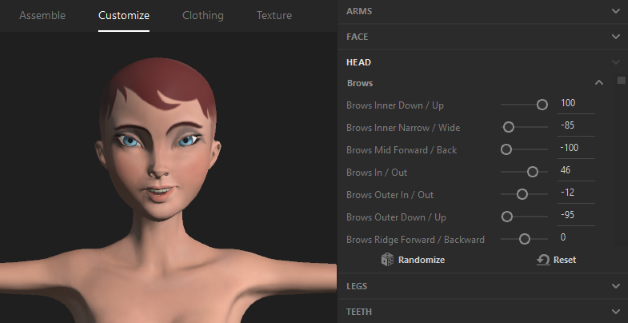 Assemble Customize Clothing Texture
ARMS
FACE
HEAD
Brows
Brows Inner Down / Up 100
Brows Inner Narrow / Wide -85
Brows Mid Forward / Back -100
Brows In / Out 46
Brows Outer In / Out -12
Brows Outer Down / Up -95
Brows Ridge Forward / Backward 0
Randomize Reset
LEGS
TEETH